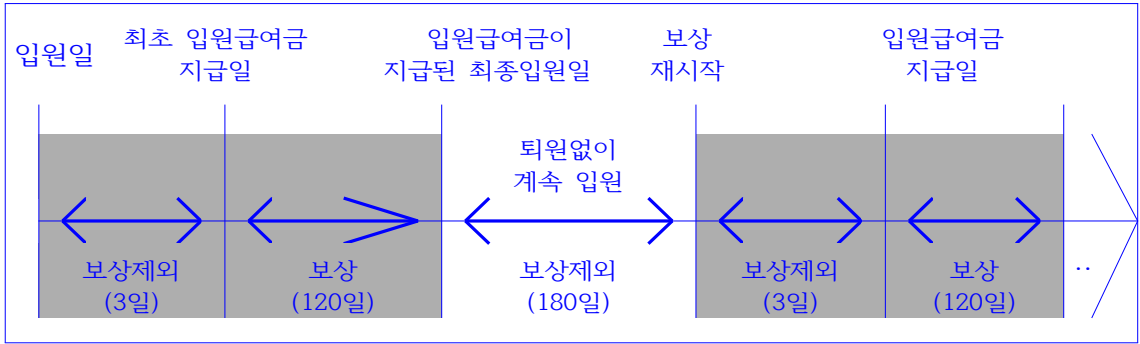 입원일
최초 입원급여금
지급일
입원급여금이
지급된 최종입원일
보상
재시작
입원급여금
지급일
퇴원없이
계속 입원
보상제외
(3일)
보상
(120일)
보상제외
(180일)
보상제외
(3일)
보상
(120일)
··